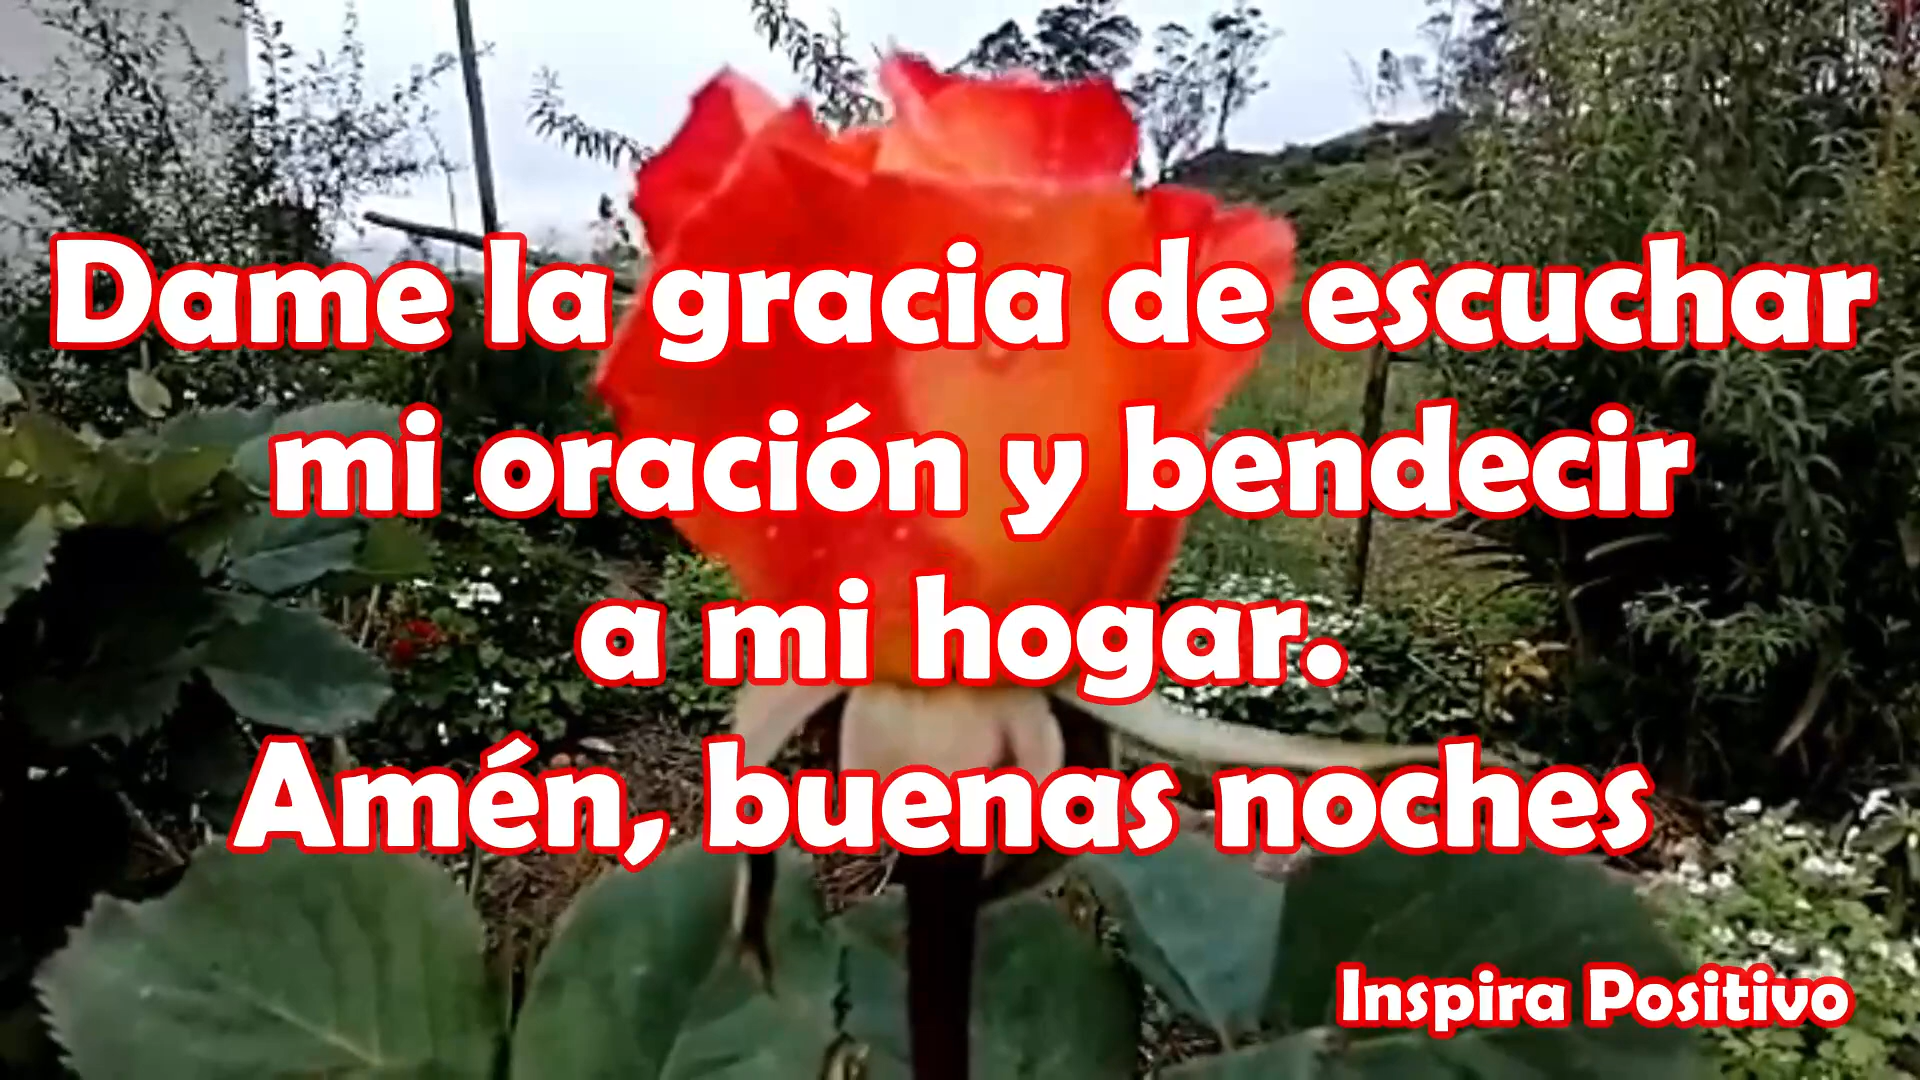 Dame la gracia de escuchar
mi oración y bendecir
a mi hogar.
Amén, buenas noches
Inspira Positivo